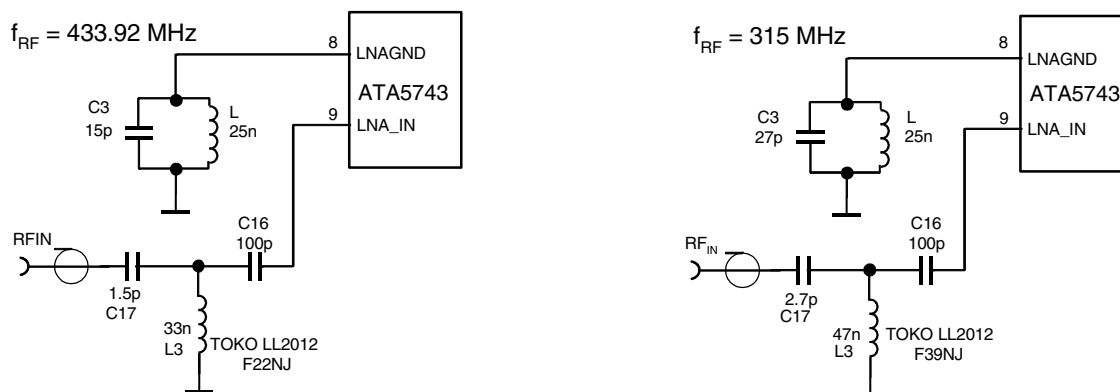 f_RF = 433.92 MHz
8
LNAGND
ATA5743
C3
15p
L
25n
9
LNA_IN
C16
100p
RFIN
1.5p
C17
33n
L3
TOKO LL2012
F22NJ
f_RF = 315 MHz
8
LNAGND
ATA5743
C3
27p
L
25n
9
LNA_IN
C16
100p
RF_IN
2.7p
C17
47n
L3
TOKO LL2012
F39NJ